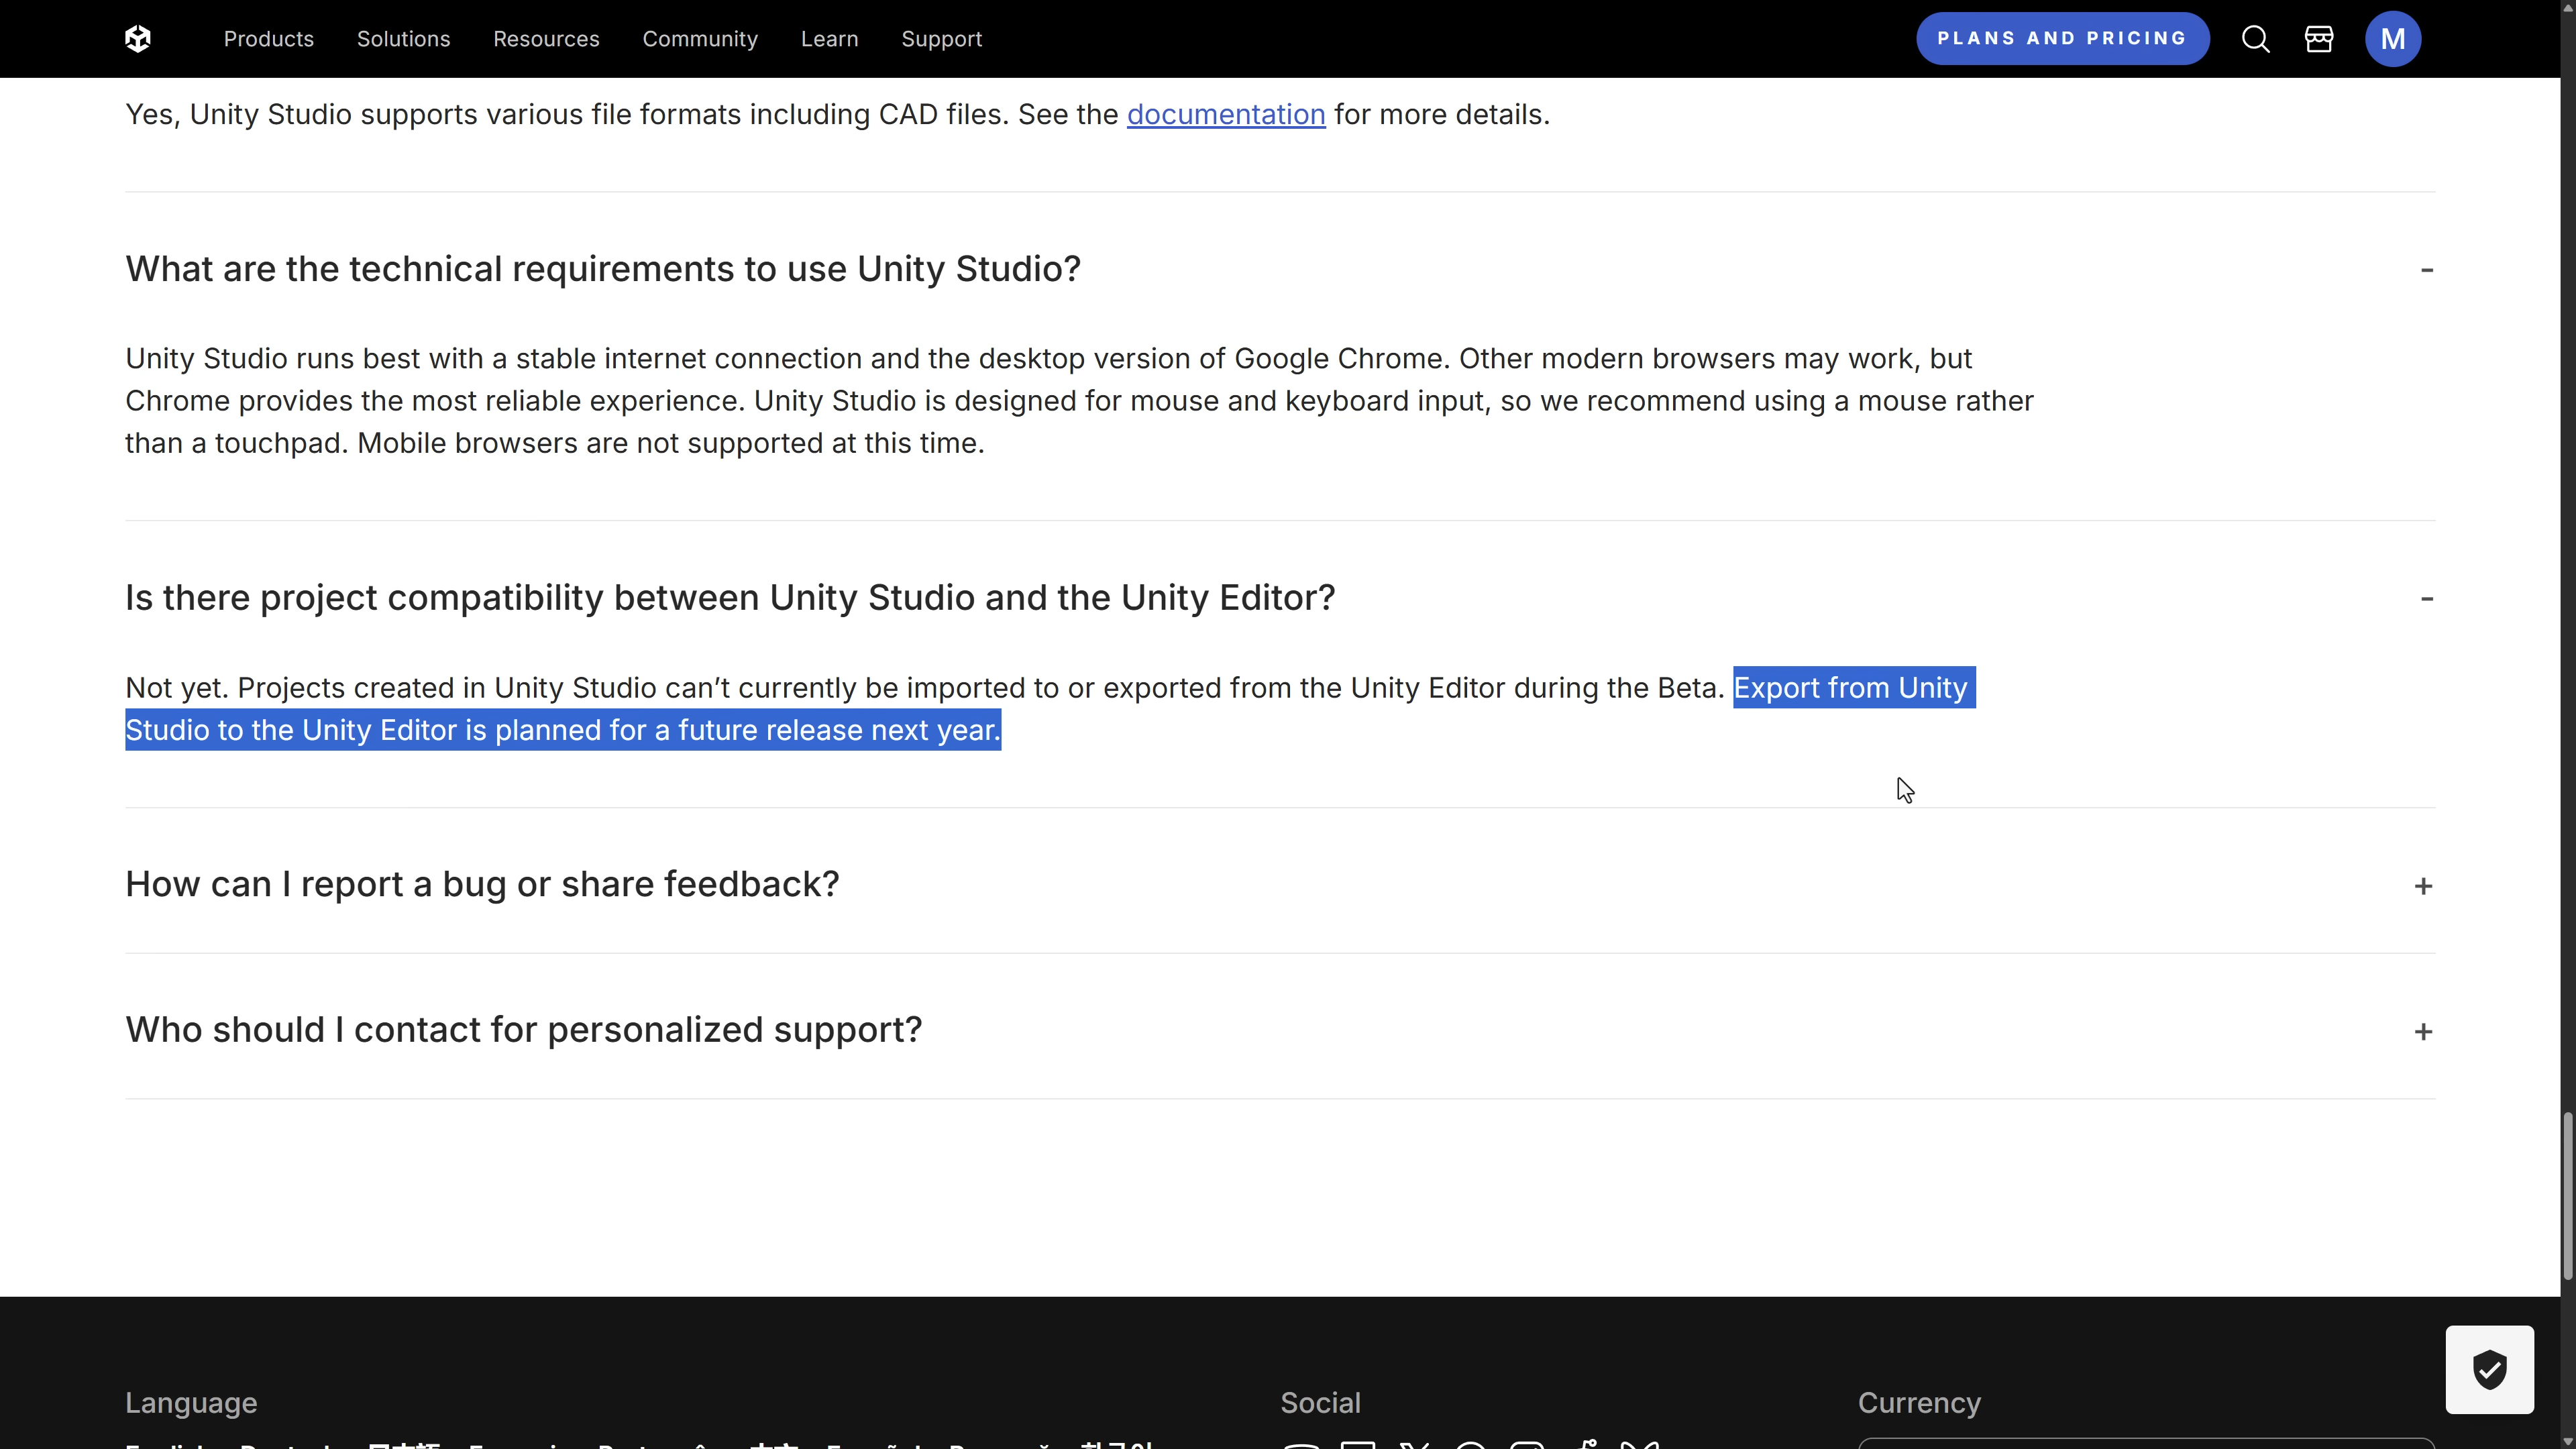 Products Solutions Resources Community Learn Support PLANS AND PRICING M
Yes, Unity Studio supports various file formats including CAD files. See the documentation for more details.
What are the technical requirements to use Unity Studio? -
Unity Studio runs best with a stable internet connection and the desktop version of Google Chrome. Other modern browsers may work, but
Chrome provides the most reliable experience. Unity Studio is designed for mouse and keyboard input, so we recommend using a mouse rather
than a touchpad. Mobile browsers are not supported at this time.
Is there project compatibility between Unity Studio and the Unity Editor? -
Not yet. Projects created in Unity Studio can’t currently be imported to or exported from the Unity Editor during the Beta. Export from Unity
Studio to the Unity Editor is planned for a future release next year.
How can I report a bug or share feedback? +
Who should I contact for personalized support? +
Language Social Currency